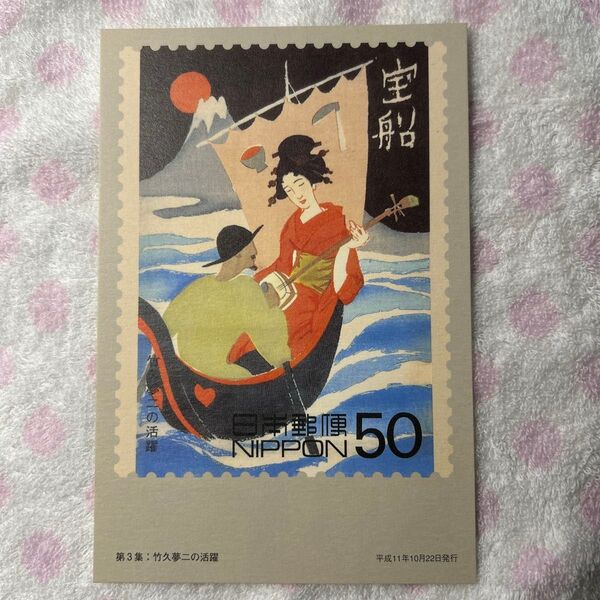 宝船
竹久夢二の活躍
日本郵便
NIPPON 50
第3集:竹久夢二の活躍
平成11年10月22日発行